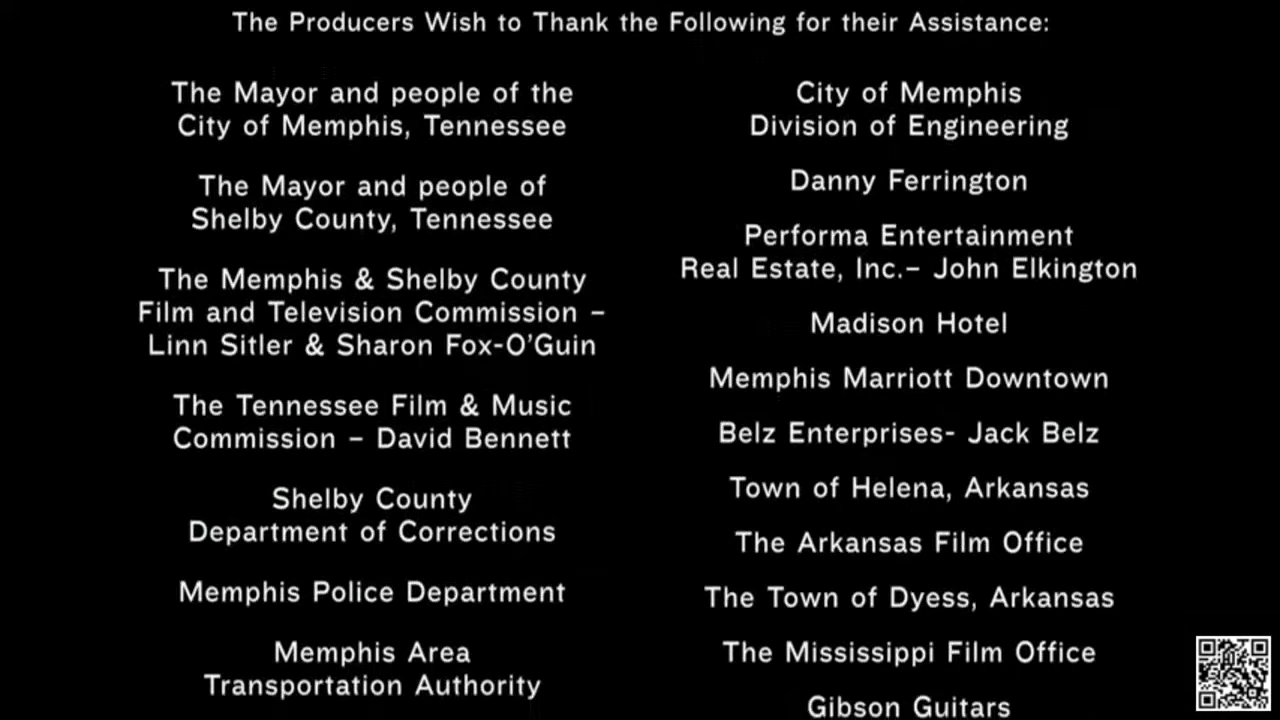 The Producers Wish to Thank the Following for their Assistance:
The Mayor and people of the
City of Memphis, Tennessee
The Mayor and people of
Shelby County, Tennessee
The Memphis & Shelby County
Film and Television Commission –
Linn Sitler & Sharon Fox-O’Guin
The Tennessee Film & Music
Commission – David Bennett
Shelby County
Department of Corrections
Memphis Police Department
Memphis Area
Transportation Authority
City of Memphis
Division of Engineering
Danny Ferrington
Performa Entertainment
Real Estate, Inc.– John Elkington
Madison Hotel
Memphis Marriott Downtown
Belz Enterprises- Jack Belz
Town of Helena, Arkansas
The Arkansas Film Office
The Town of Dyess, Arkansas
The Mississippi Film Office
Gibson Guitars